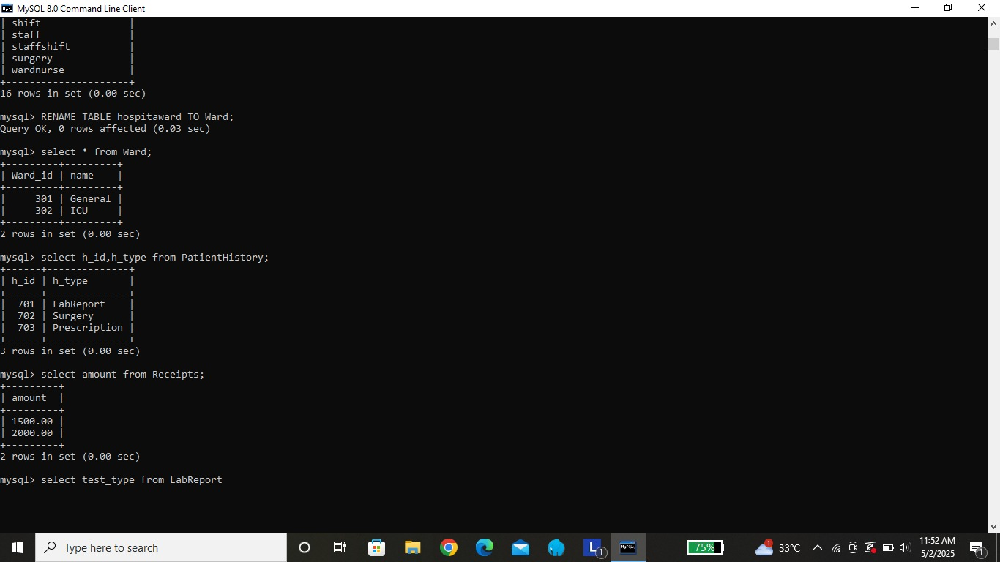 MySQL 8.0 Command Line Client
| shift               |
| staff               |
| staffshift          |
| surgery             |
| wardnurse           |
+---------------------+
16 rows in set (0.00 sec)
mysql> RENAME TABLE hospitaward TO Ward;
Query OK, 0 rows affected (0.03 sec)
mysql> select * from Ward;
+---------+---------+
| Ward_id | name    |
+---------+---------+
|     301 | General |
|     302 | ICU     |
+---------+---------+
2 rows in set (0.00 sec)
mysql> select h_id,h_type from PatientHistory;
+------+--------------+
| h_id | h_type       |
+------+--------------+
|  701 | LabReport    |
|  702 | Surgery      |
|  703 | Prescription |
+------+--------------+
3 rows in set (0.00 sec)
mysql> select amount from Receipts;
+---------+
| amount  |
+---------+
| 1500.00 |
| 2000.00 |
+---------+
2 rows in set (0.00 sec)
mysql> select test_type from LabReport
Type here to search
L 1
MySQL
75%
1
33°C
11:52 AM
5/2/2025
1